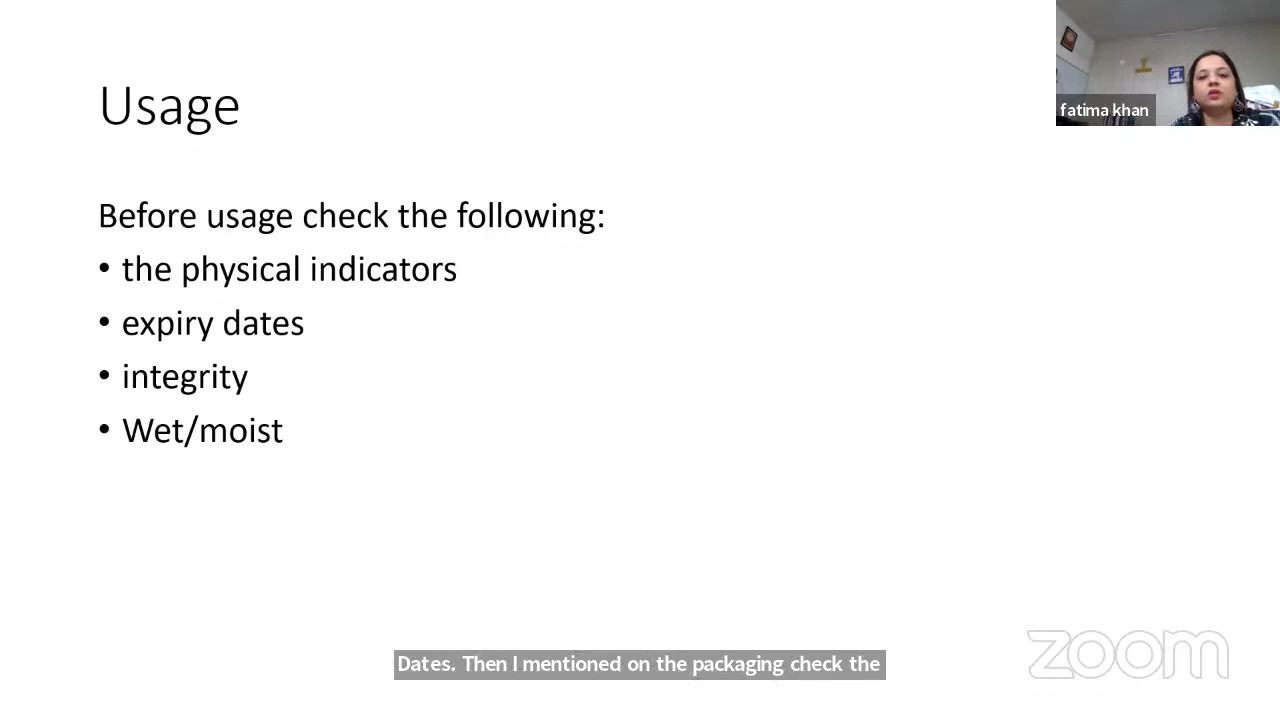 Usage
fatima khan
Before usage check the following:
• the physical indicators
• expiry dates
• integrity
• Wet/moist
Dates. Then I mentioned on the packaging check the
zoom